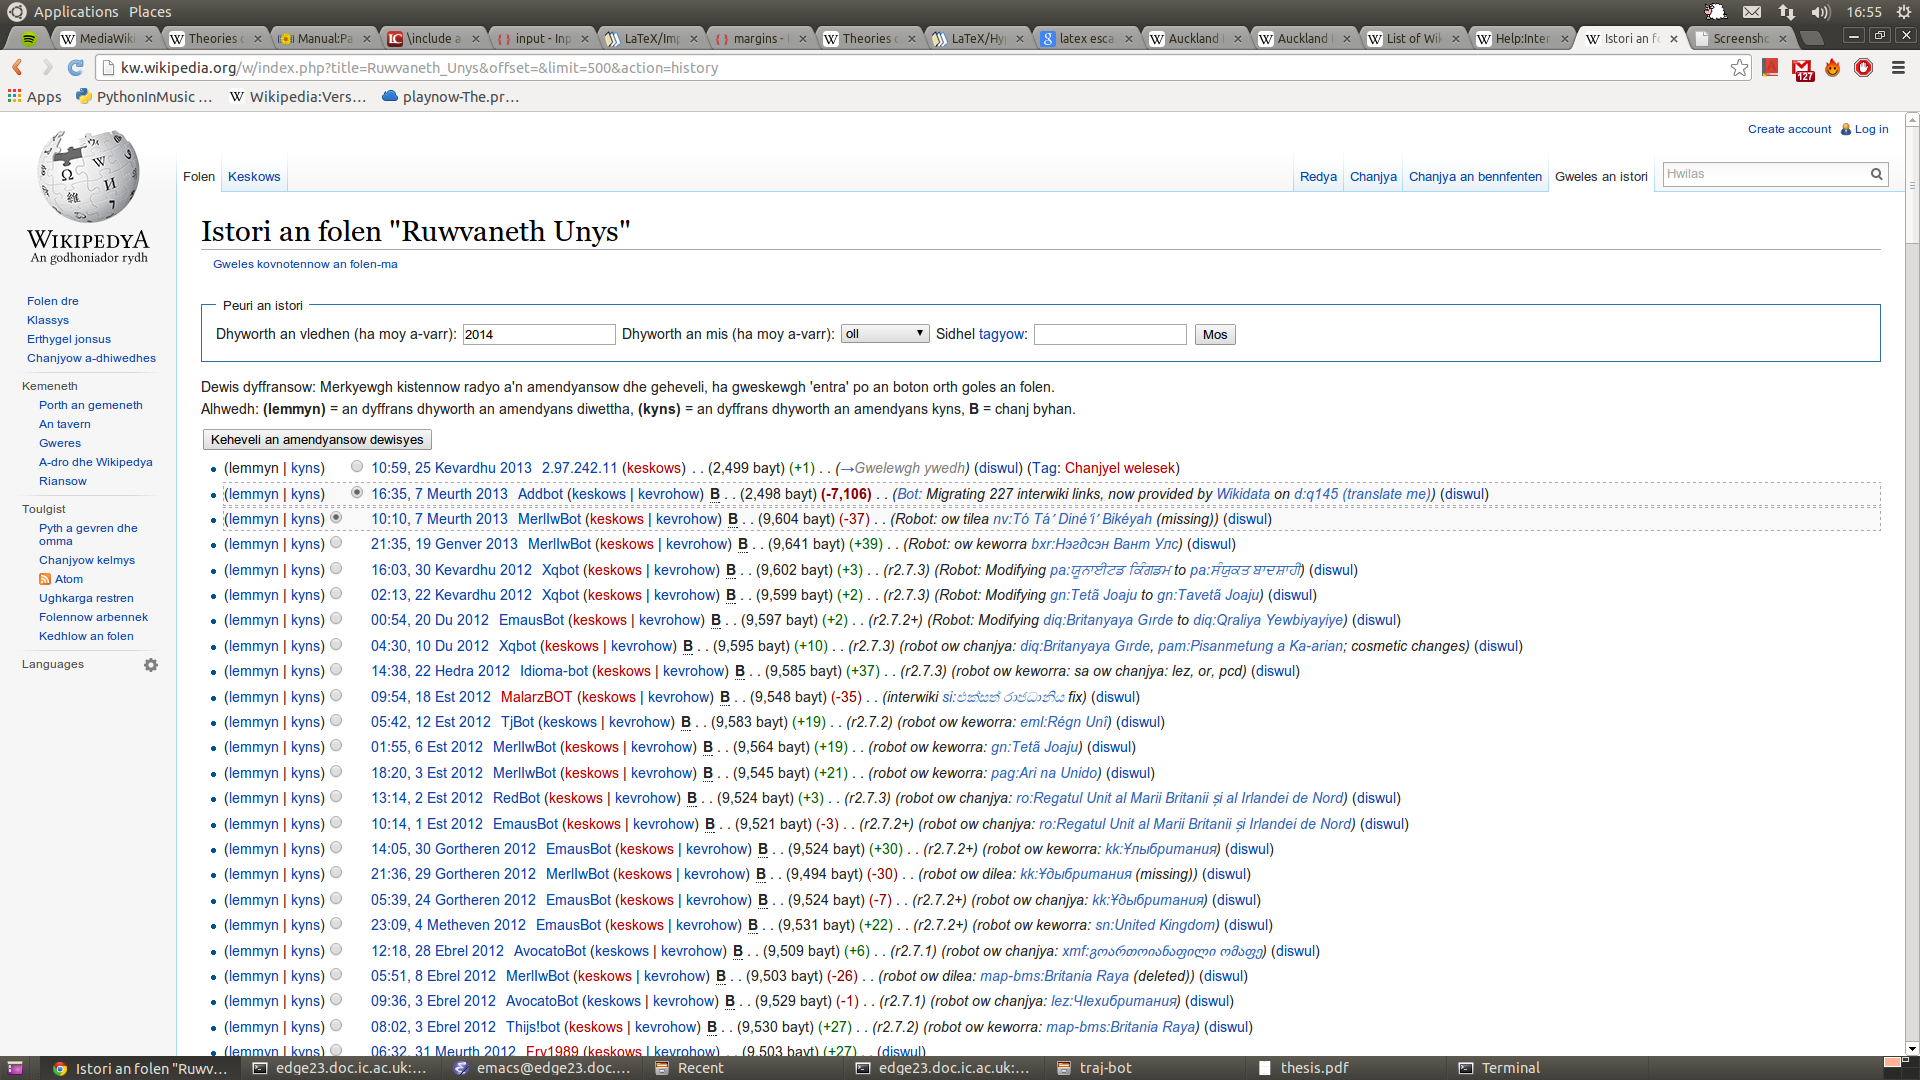 Applications Places 16:55
MediaWiki Theories Manual:Pa \include a input - Inp LaTeX/Imp margins - LaTeX/Hy latex esca Auckland Auckland List of Wik Help:Inter Istori an fo Screensho
kw.wikipedia.org/w/index.php?title=Ruwvaneth_Unys&offset=&limit=500&action=history 127
Apps PythonInMusic ... Wikipedia:Vers... playnow-The.pr...
Create account Log in
Folen Keskows Redya Chanjya Chanjya an bennfenten Gweles an istori Hwilas
WIKIPEDYA
An godhoniador rydh
Folen dre
Klassys
Erthygel jonsus
Chanjyow a-dhiwedhes
Kemeneth
Porth an gemeneth
An tavern
Gweres
A-dro dhe Wikipedya
Riansow
Toulgist
Pyth a gevren dhe
omma
Chanjyow kelmys
Atom
Ughkarga restren
Folennow arbennek
Kedhlow an folen
Languages
Istori an folen "Ruwvaneth Unys"
Gweles kovnotennow an folen-ma
Peuri an istori
Dhyworth an vledhen (ha moy a-varr): 2014 Dhyworth an mis (ha moy a-varr): oll Sidhel tagyow: Mos
Dewis dyffransow: Merkyewgh kistennow radyo a'n amendyansow dhe geheveli, ha gweskewgh 'entra' po an boton orth goles an folen.
Alhwedh: (lemmyn) = an dyffrans dhyworth an amendyans diwettha, (kyns) = an dyffrans dhyworth an amendyans kyns, B = chanj byhan.
Keheveli an amendyansow dewisyes
(lemmyn | kyns) 10:59, 25 Kevardhu 2013 2.97.242.11 (keskows) . . (2,499 bayt) (+1) . . (→Gwelewgh ywedh) (diswul) (Tag: Chanjyel welesek)
(lemmyn | kyns) 16:35, 7 Meurth 2013 Addbot (keskows | kevrohow) B . . (2,498 bayt) (-7,106) . . (Bot: Migrating 227 interwiki links, now provided by Wikidata on d:q145 (translate me)) (diswul)
(lemmyn | kyns) 10:10, 7 Meurth 2013 MerlIwBot (keskows | kevrohow) B . . (9,604 bayt) (-37) . . (Robot: ow tilea nv:Tó Táʼ Dinéʼiʼ Bikéyah (missing)) (diswul)
(lemmyn | kyns) 21:35, 19 Genver 2013 MerlIwBot (keskows | kevrohow) B . . (9,641 bayt) (+39) . . (Robot: ow keworra bxr:Нэгдсэн Вант Улс) (diswul)
(lemmyn | kyns) 16:03, 30 Kevardhu 2012 Xqbot (keskows | kevrohow) B . . (9,602 bayt) (+3) . . (r2.7.3) (Robot: Modifying pa:ਯੂਨਾਈਟਡ ਕਿੰਗਡਮ to pa:ਸੰਯੁਕਤ ਬਾਦਸ਼ਾਹੀ) (diswul)
(lemmyn | kyns) 02:13, 22 Kevardhu 2012 Xqbot (keskows | kevrohow) B . . (9,599 bayt) (+2) . . (r2.7.3) (Robot: Modifying gn:Tetã Joaju to gn:Tavetã Joaju) (diswul)
(lemmyn | kyns) 00:54, 20 Du 2012 EmausBot (keskows | kevrohow) B . . (9,597 bayt) (+2) . . (r2.7.2+) (Robot: Modifying diq:Britanyaya Gırde to diq:Qraliya Yewbiyayiye) (diswul)
(lemmyn | kyns) 04:30, 10 Du 2012 Xqbot (keskows | kevrohow) B . . (9,595 bayt) (+10) . . (r2.7.3) (robot ow chanjya: diq:Britanyaya Gırde, pam:Pisanmetung a Ka-arian; cosmetic changes) (diswul)
(lemmyn | kyns) 14:38, 22 Hedra 2012 Idioma-bot (keskows | kevrohow) B . . (9,585 bayt) (+37) . . (r2.7.3) (robot ow keworra: sa ow chanjya: lez, or, pcd) (diswul)
(lemmyn | kyns) 09:54, 18 Est 2012 MalarzBOT (keskows | kevrohow) B . . (9,548 bayt) (-35) . . (interwiki si:එක්සත් රාජධානිය fix) (diswul)
(lemmyn | kyns) 05:42, 12 Est 2012 TjBot (keskows | kevrohow) B . . (9,583 bayt) (+19) . . (r2.7.2) (robot ow keworra: eml:Régn Unî) (diswul)
(lemmyn | kyns) 01:55, 6 Est 2012 MerlIwBot (keskows | kevrohow) B . . (9,564 bayt) (+19) . . (robot ow keworra: gn:Tetã Joaju) (diswul)
(lemmyn | kyns) 18:20, 3 Est 2012 MerlIwBot (keskows | kevrohow) B . . (9,545 bayt) (+21) . . (robot ow keworra: pag:Ari na Unido) (diswul)
(lemmyn | kyns) 13:14, 2 Est 2012 RedBot (keskows | kevrohow) B . . (9,524 bayt) (+3) . . (r2.7.3) (robot ow chanjya: ro:Regatul Unit al Marii Britanii și al Irlandei de Nord) (diswul)
(lemmyn | kyns) 10:14, 1 Est 2012 EmausBot (keskows | kevrohow) B . . (9,521 bayt) (-3) . . (r2.7.2+) (robot ow chanjya: ro:Regatul Unit al Marii Britanii și Irlandei de Nord) (diswul)
(lemmyn | kyns) 14:05, 30 Gortheren 2012 EmausBot (keskows | kevrohow) B . . (9,524 bayt) (+30) . . (r2.7.2+) (robot ow keworra: kk:Ұлыбритания) (diswul)
(lemmyn | kyns) 21:36, 29 Gortheren 2012 MerlIwBot (keskows | kevrohow) B . . (9,494 bayt) (-30) . . (robot ow dilea: kk:Ұдыбритания (missing)) (diswul)
(lemmyn | kyns) 05:39, 24 Gortheren 2012 EmausBot (keskows | kevrohow) B . . (9,524 bayt) (-7) . . (r2.7.2+) (robot ow chanjya: kk:Ұдыбритания) (diswul)
(lemmyn | kyns) 23:09, 4 Metheven 2012 EmausBot (keskows | kevrohow) B . . (9,531 bayt) (+22) . . (r2.7.2+) (robot ow keworra: sn:United Kingdom) (diswul)
(lemmyn | kyns) 12:18, 28 Ebrel 2012 AvocatoBot (keskows | kevrohow) B . . (9,509 bayt) (+6) . . (r2.7.1) (robot ow chanjya: xmf:გოართოიანაფილი ომაფე) (diswul)
(lemmyn | kyns) 05:51, 8 Ebrel 2012 MerlIwBot (keskows | kevrohow) B . . (9,503 bayt) (-26) . . (robot ow dilea: map-bms:Britania Raya (deleted)) (diswul)
(lemmyn | kyns) 09:36, 3 Ebrel 2012 AvocatoBot (keskows | kevrohow) B . . (9,529 bayt) (-1) . . (r2.7.1) (robot ow chanjya: lez:ЧIехибритания) (diswul)
(lemmyn | kyns) 08:02, 3 Ebrel 2012 Thijs!bot (keskows | kevrohow) B . . (9,530 bayt) (+27) . . (r2.7.2) (robot ow keworra: map-bms:Britania Raya) (diswul)
(lemmyn | kyns) 06:32, 31 Meurth 2012 Fry1989 (keskows | kevrohow) . . (9,503 bayt) (+27) . . (diswul)
Istori an folen "Ruwv... edge23.doc.ic.ac.uk:... emacs@edge23.doc.... Recent edge23.doc.ic.ac.uk:... traj-bot thesis.pdf Terminal